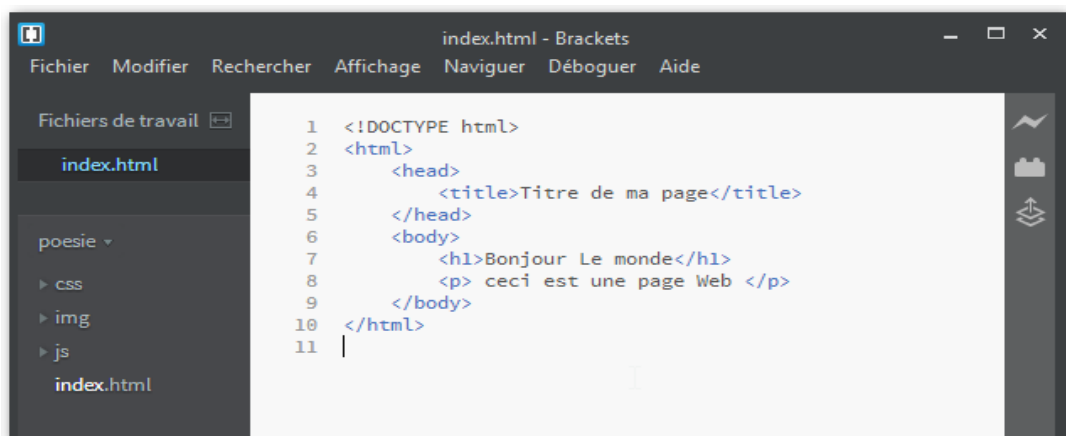 index.html - Brackets
Fichier Modifier Rechercher Affichage Naviguer Déboguer Aide
Fichiers de travail
index.html
poesie
css
img
js
index.html
1 <!DOCTYPE html>
2 <html>
3 <head>
4 <title>Titre de ma page</title>
5 </head>
6 <body>
7 <h1>Bonjour Le monde</h1>
8 <p> ceci est une page Web </p>
9 </body>
10 </html>
11